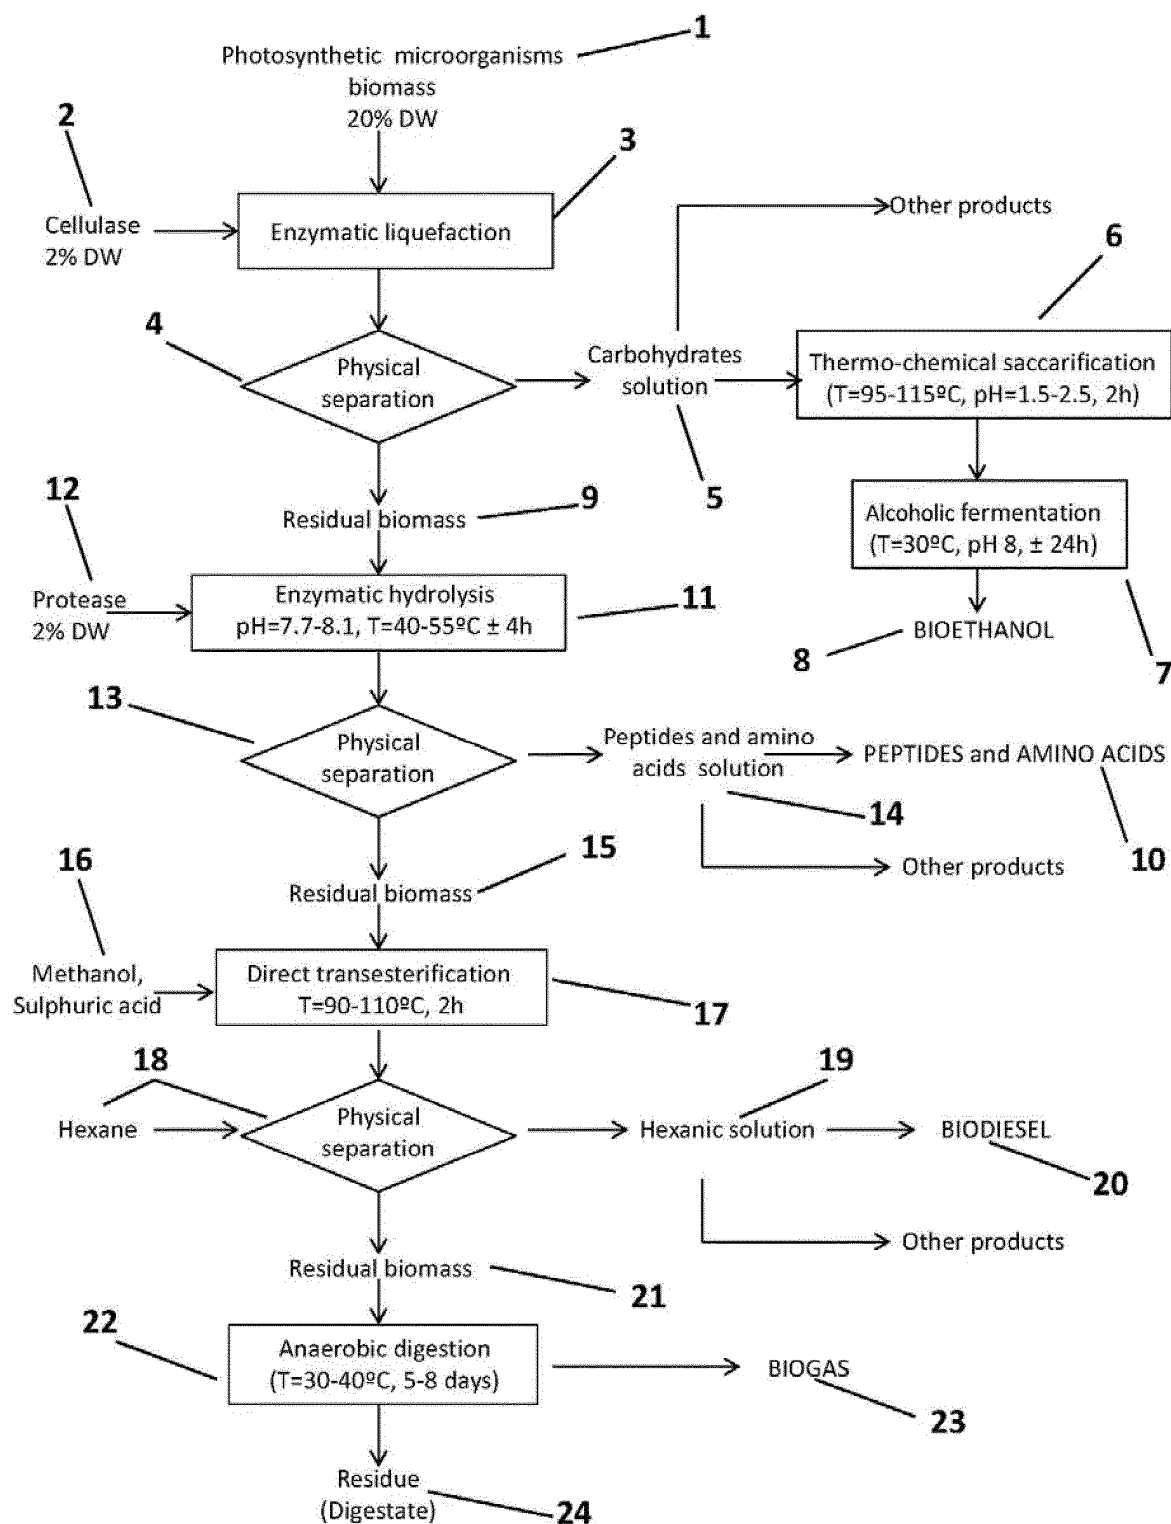 1
Photosynthetic microorganisms
biomass
20% DW
2
3
Cellulase
2% DW
Enzymatic liquefaction
Other products
6
4
Physical
separation
Carbohydrates
solution
Thermo-chemical saccarification
(T=95-115ºC, pH=1.5-2.5, 2h)
12
9
5
Residual biomass
Alcoholic fermentation
(T=30ºC, pH 8, ± 24h)
Protease
2% DW
Enzymatic hydrolysis
pH=7.7-8.1, T=40-55ºC ± 4h
11
BIOETHANOL
8
7
13
Physical
separation
Peptides and amino
acids solution
PEPTIDES and AMINO ACIDS
14
10
16
15
Other products
Residual biomass
Methanol,
Sulphuric acid
Direct transesterification
T=90-110ºC, 2h
17
18
19
Hexane
Physical
separation
Hexanic solution
BIODIESEL
20
Other products
Residual biomass
21
22
Anaerobic digestion
(T=30-40ºC, 5-8 days)
BIOGAS
23
Residue
(Digestate)
24